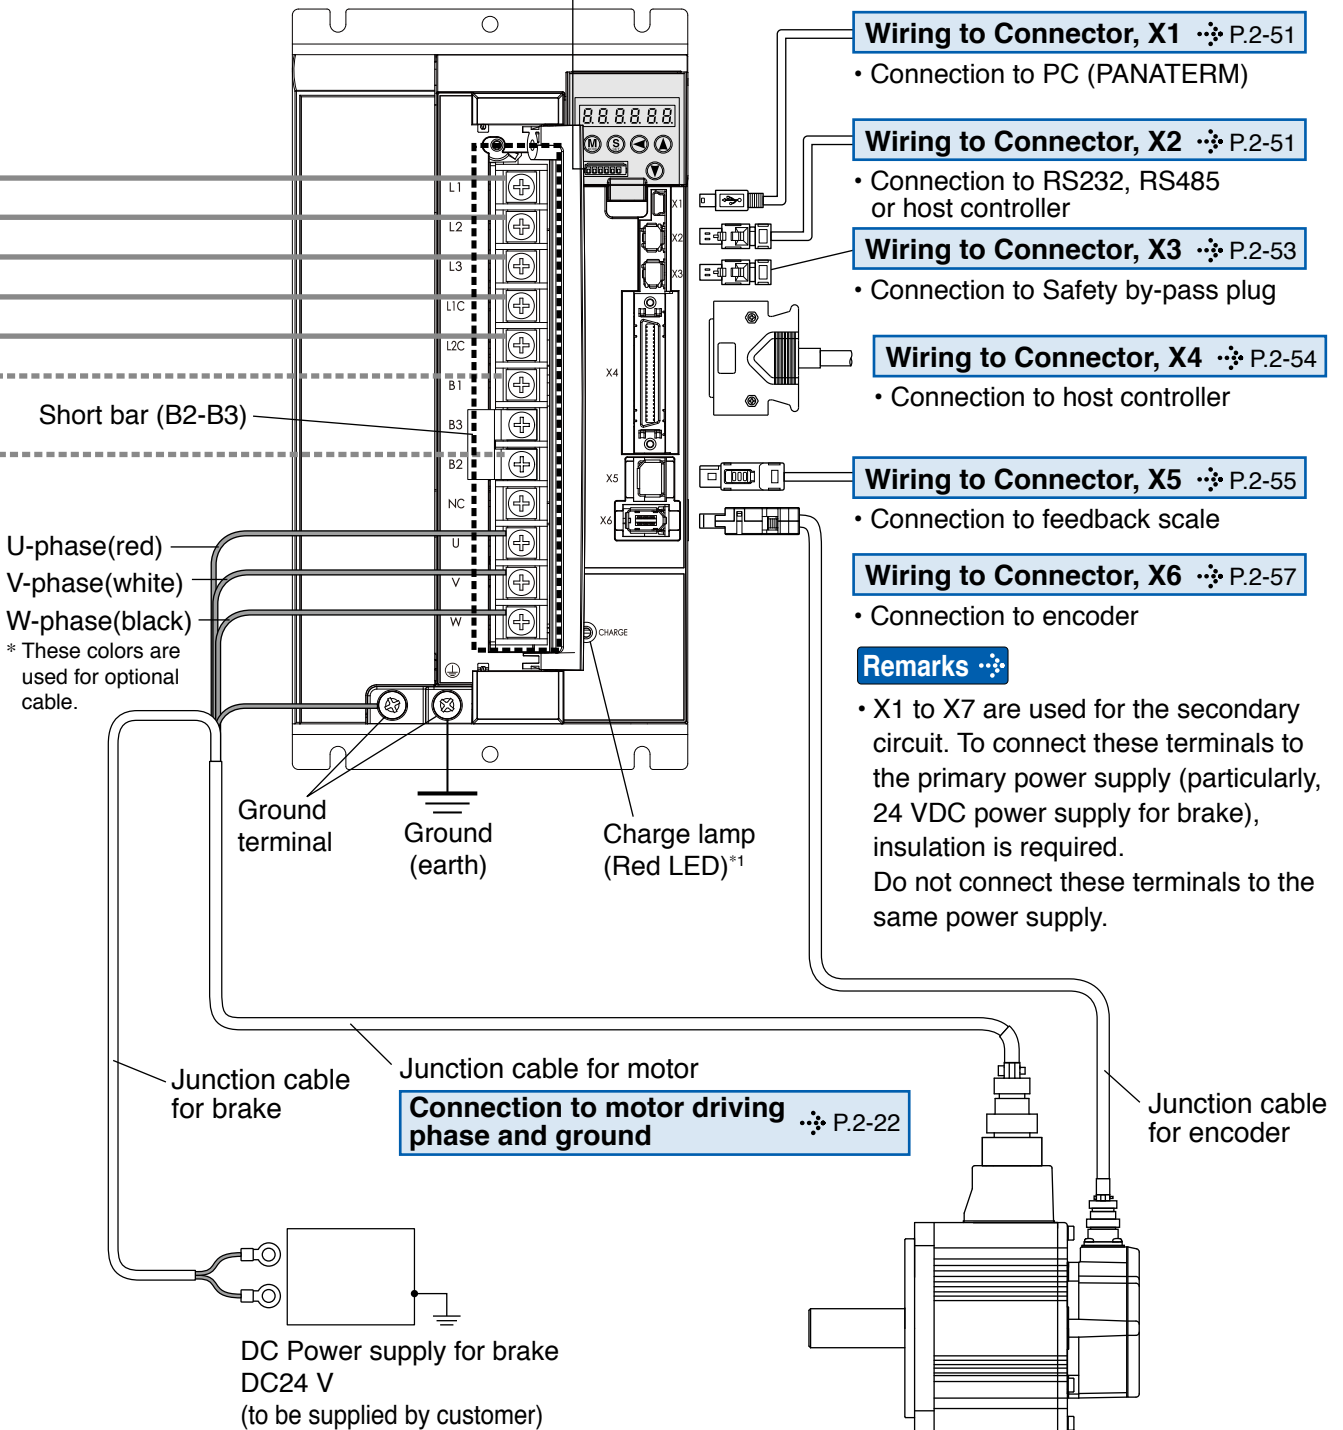 Wiring to Connector, X1 P.2-51
・Connection to PC (PANATERM)
8.8.8.8.8.8.
M S
Wiring to Connector, X2 P.2-51
・Connection to RS232, RS485
or host controller
Wiring to Connector, X3 P.2-53
・Connection to Safety by-pass plug
Wiring to Connector, X4 P.2-54
・Connection to host controller
Wiring to Connector, X5 P.2-55
・Connection to feedback scale
Wiring to Connector, X6 P.2-57
・Connection to encoder
Remarks
・X1 to X7 are used for the secondary
circuit. To connect these terminals to
the primary power supply (particularly,
24 VDC power supply for brake),
insulation is required.
Do not connect these terminals to the
same power supply.
L1
L2
L3
L1C
L2C
B1
B3
B2
NC
U
V
W
X1
X2
X3
X4
X5
X6
CHARGE
Short bar (B2-B3)
U-phase(red)
V-phase(white)
W-phase(black)
* These colors are
used for optional
cable.
Ground
terminal
Ground
(earth)
Charge lamp
(Red LED)*1
Junction cable
for brake
Junction cable for motor
Connection to motor driving
phase and ground P.2-22
Junction cable
for encoder
DC Power supply for brake
DC24 V
(to be supplied by customer)